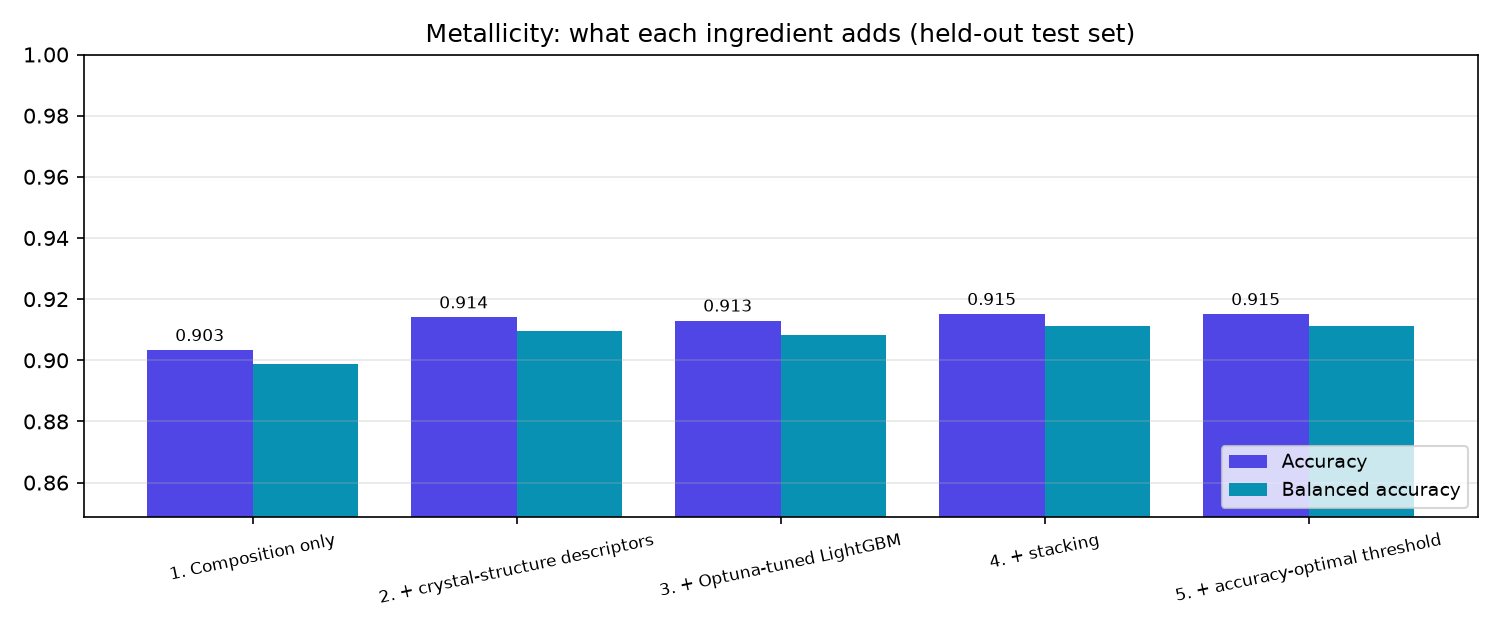 Metallicity: what each ingredient adds (held-out test set)
1.00
0.98
0.96
0.94
0.92
0.90
0.88
0.86
0.903
0.914
0.913
0.915
0.915
Accuracy
Balanced accuracy
1. Composition only
2. + crystal-structure descriptors
3. + Optuna-tuned LightGBM
4. + stacking
5. + accuracy-optimal threshold